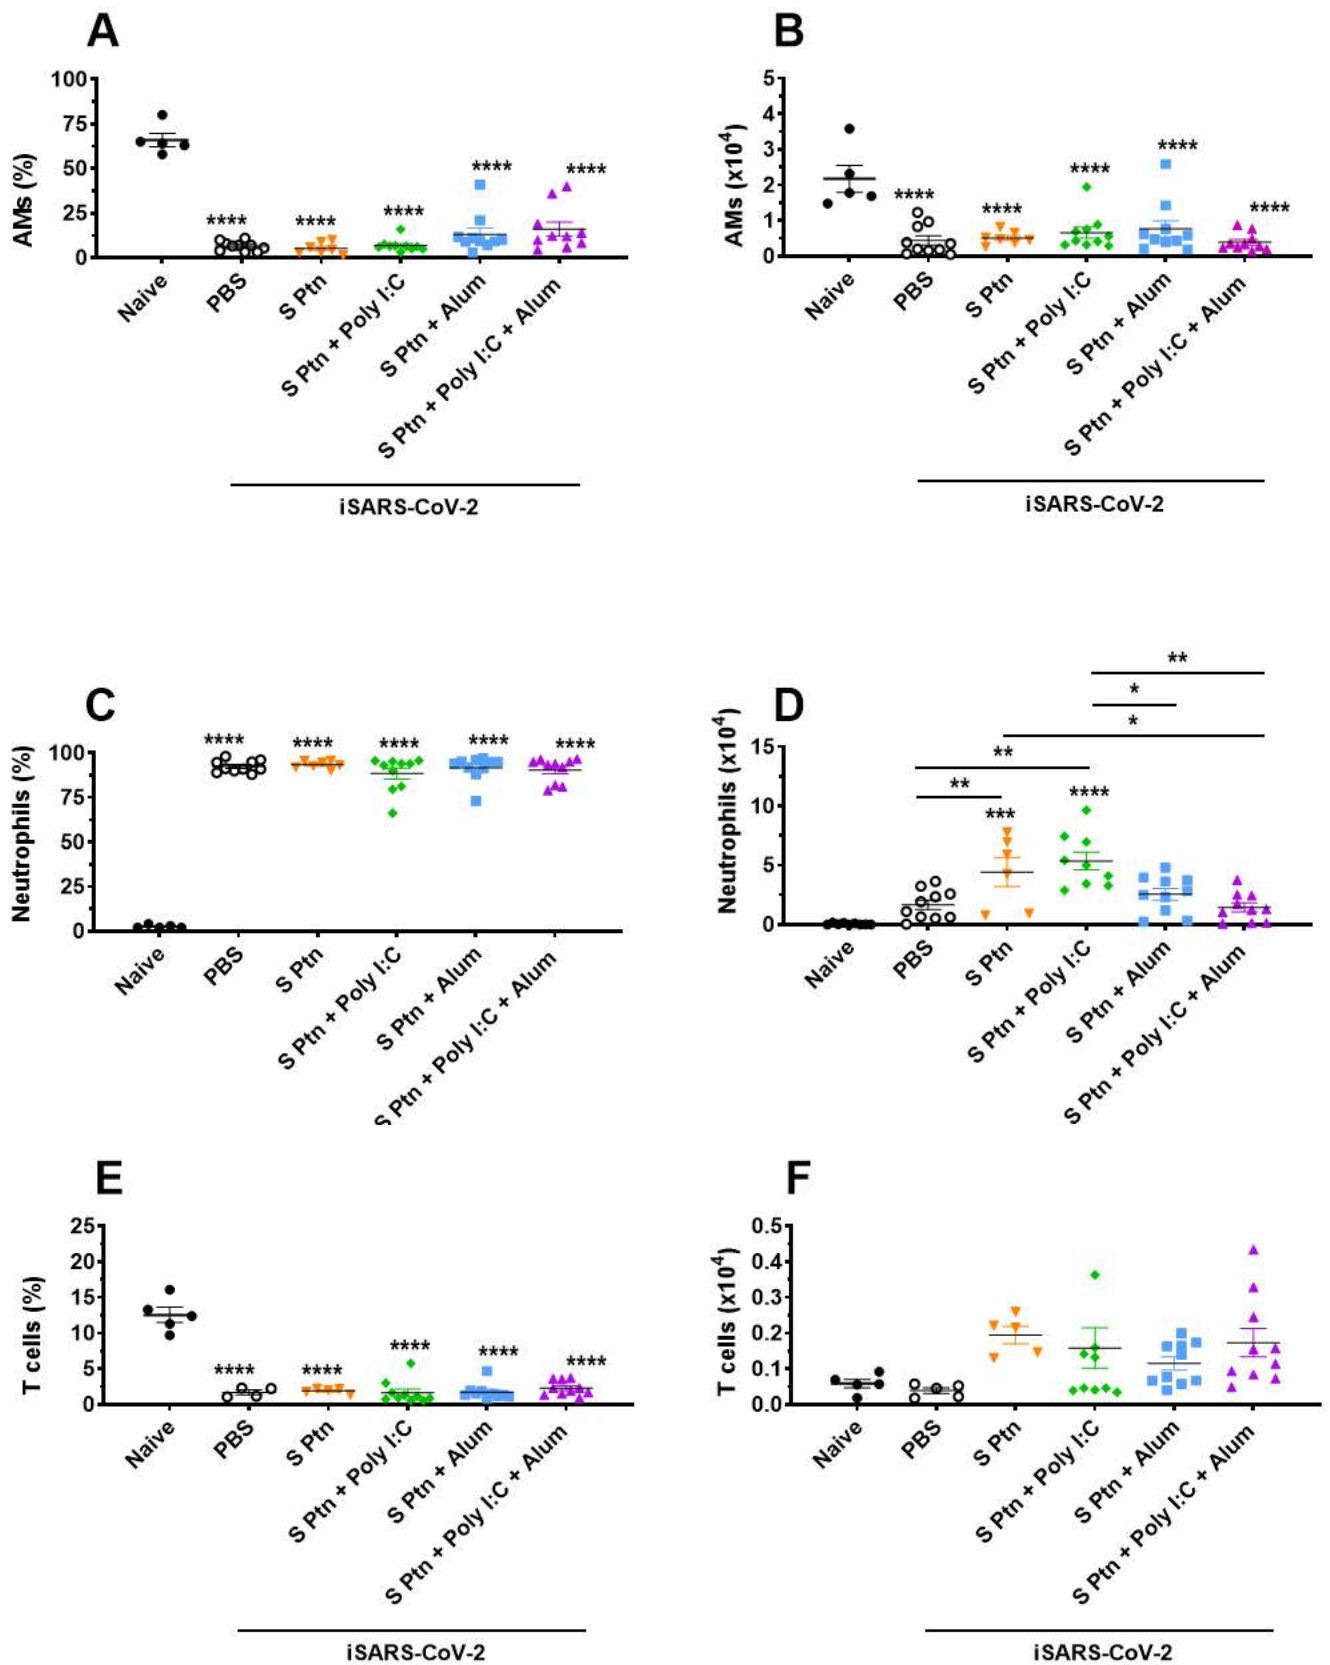 A
AMs (%)
100
75
50
25
0
****
****
****
****
****
Naive
PBS
S Ptn
S Ptn + Poly I:C
S Ptn + Alum
S Ptn + Poly I:C + Alum
iSARS-CoV-2
B
AMs (x10⁴)
5
4
3
2
1
0
****
****
****
****
****
Naive
PBS
S Ptn
S Ptn + Poly I:C
S Ptn + Alum
S Ptn + Poly I:C + Alum
iSARS-CoV-2
C
Neutrophils (%)
100
75
50
25
0
****
****
****
****
****
Naive
PBS
S Ptn
S Ptn + Poly I:C
S Ptn + Alum
S Ptn + Poly I:C + Alum
D
Neutrophils (x10⁴)
15
10
5
0
**
*
*
**
**
***
****
Naive
PBS
S Ptn
S Ptn + Poly I:C
S Ptn + Alum
S Ptn + Poly I:C + Alum
E
T cells (%)
25
20
15
10
5
0
****
****
****
****
****
Naive
PBS
S Ptn
S Ptn + Poly I:C
S Ptn + Alum
S Ptn + Poly I:C + Alum
iSARS-CoV-2
F
T cells (x10⁴)
0.5
0.4
0.3
0.2
0.1
0.0
Naive
PBS
S Ptn
S Ptn + Poly I:C
S Ptn + Alum
S Ptn + Poly I:C + Alum
iSARS-CoV-2